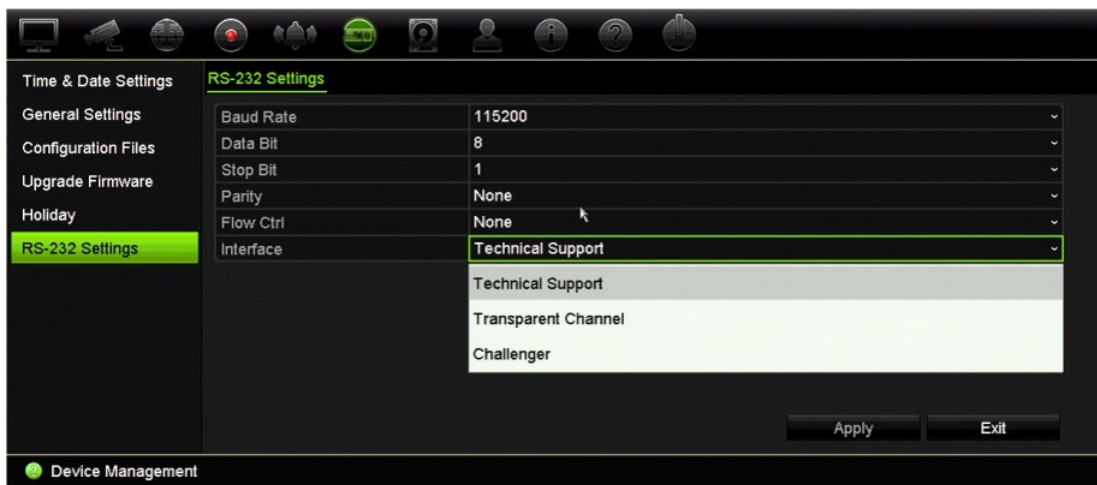 Time & Date Settings
General Settings
Configuration Files
Upgrade Firmware
Holiday
RS-232 Settings
RS-232 Settings
Baud Rate 115200
Data Bit 8
Stop Bit 1
Parity None
Flow Ctrl None
Interface Technical Support
Technical Support
Transparent Channel
Challenger
Apply Exit
Device Management